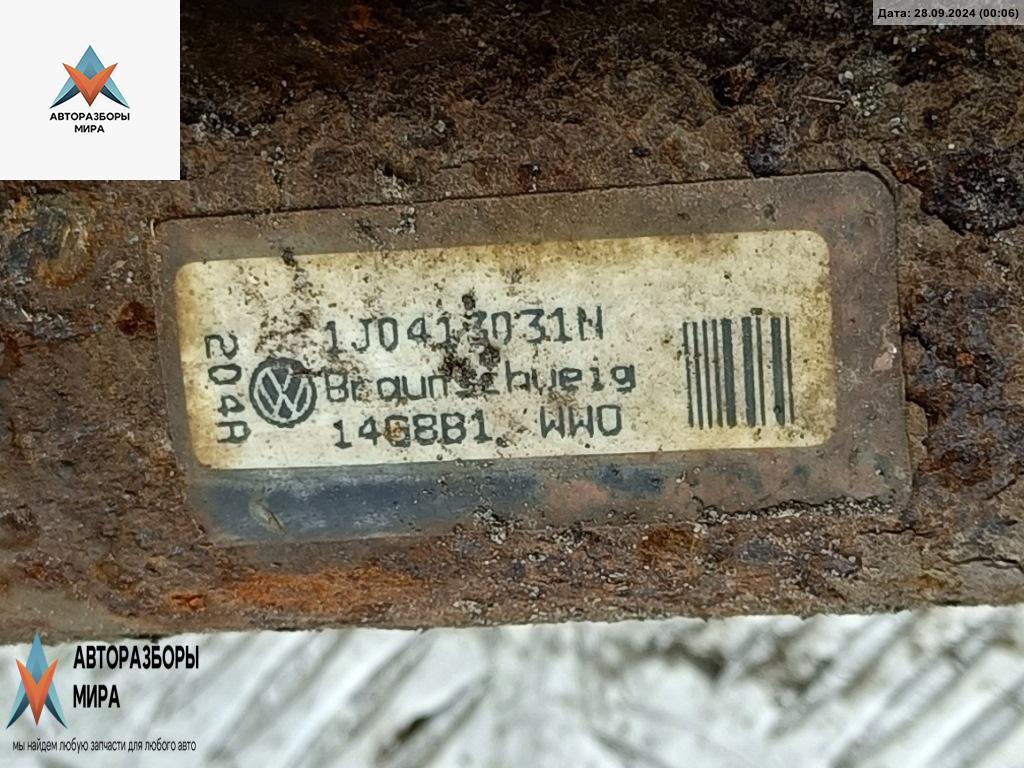 Дата: 28.09.2024 (00:06)
АВТОРАЗБОРЫ
МИРА
1J0413031N
Braunschweig
14G8B1 WWO
204A
АВТОРАЗБОРЫ
МИРА
мы найдем любую запчасти для любого авто